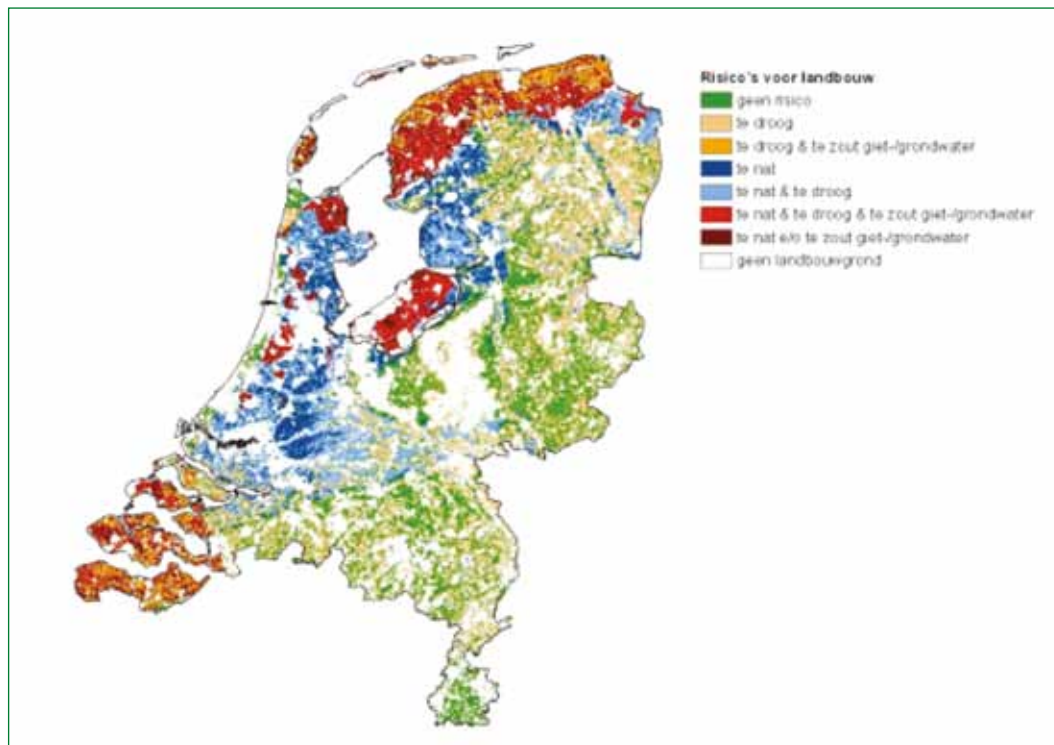 Risico's voor landbouw
geen risico
te droog
te droog & te zout giet-/grondwater
te nat
te nat & te droog
te nat & te droog & te zout giet-/grondwater
te nat e/o te zout giet-/grondwater
geen landbouwgrond